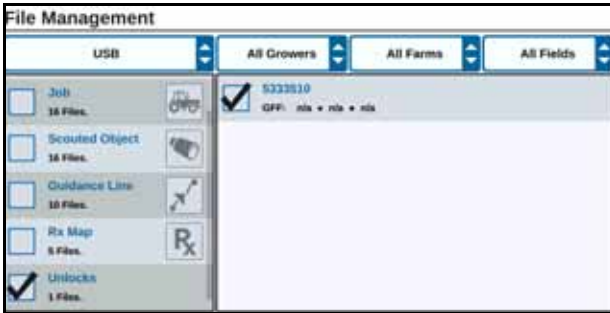 File Management
USB
All Growers
All Farms
All Fields
Job
16 Files.
Scouted Object
16 Files.
Guidance Line
10 Files.
Rx Map
5 Files.
Rx
Unlocks
1 Files.
5333510
GFF: n/a • n/a • n/a